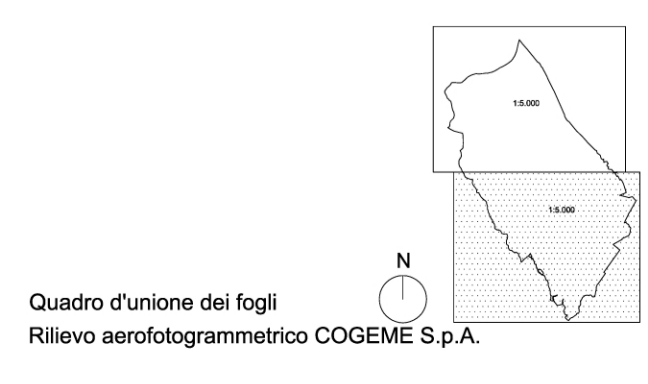 1:5.000
1:5.000
N
Quadro d'unione dei fogli
Rilievo aerofotogrammetrico COGEME S.p.A.